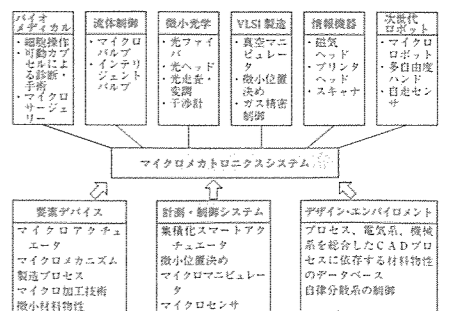 バイオメディカル
・細胞操作
・可動カプ
セルによ
る診断・
手術
・マイクロ
サージェ
リー
流体制御
・マイクロ
バルブ
・インテリ
ジェント
バルブ
微小光学
・光ファイ
バ
・光ヘッド
・光走査・
変調
・干渉計
VLSI製造
・真空マニ
ピュレー
タ
・微小位置
決め
・ガス精密
制御
情報機器
・磁気
ヘッド
・プリンタ
ヘッド
・スキャナ
次世代
ロボット
・マイクロ
ロボット
・多自由度
ハンド
・自走セン
サ
マイクロメカトロニクスシステム
要素デバイス
マイクロアクチュ
エータ
マイクロメカニズム
製造プロセス
マイクロ加工技術
微小材料物性
計測・制御システム
集積化スマートアク
チュエータ
微小位置決め
マイクロマニピュレー
タ
マイクロセンサ
デザイン・エンバイロメント
プロセス、電気系、機械
系を総合したCADプロ
セスに依存する材料物性
のデータベース
自律分散系の制御